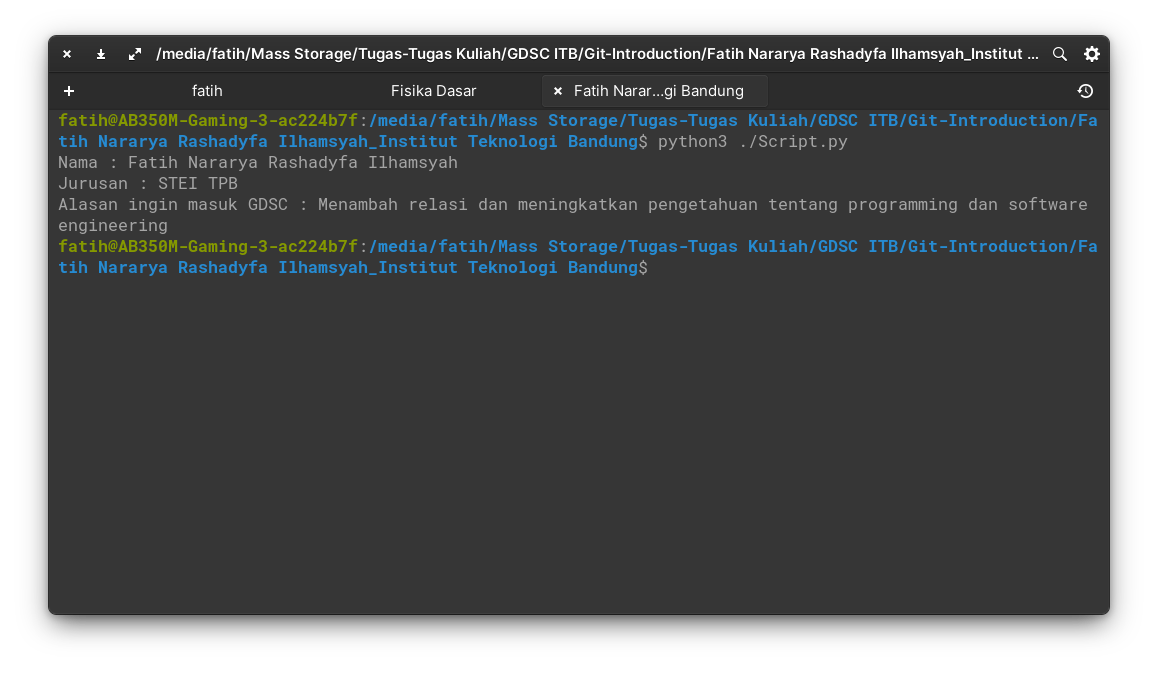 /media/fatih/Mass Storage/Tugas-Tugas Kuliah/GDSC ITB/Git-Introduction/Fatih Nararya Rashadyfa Ilhamsyah_Institut ...
fatih
Fisika Dasar
Fatih Narar...gi Bandung
fatih@AB350M-Gaming-3-ac224b7f:/media/fatih/Mass Storage/Tugas-Tugas Kuliah/GDSC ITB/Git-Introduction/Fa
tih Nararya Rashadyfa Ilhamsyah_Institut Teknologi Bandung$ python3 ./Script.py
Nama : Fatih Nararya Rashadyfa Ilhamsyah
Jurusan : STEI TPB
Alasan ingin masuk GDSC : Menambah relasi dan meningkatkan pengetahuan tentang programming dan software
engineering
fatih@AB350M-Gaming-3-ac224b7f:/media/fatih/Mass Storage/Tugas-Tugas Kuliah/GDSC ITB/Git-Introduction/Fa
tih Nararya Rashadyfa Ilhamsyah_Institut Teknologi Bandung$